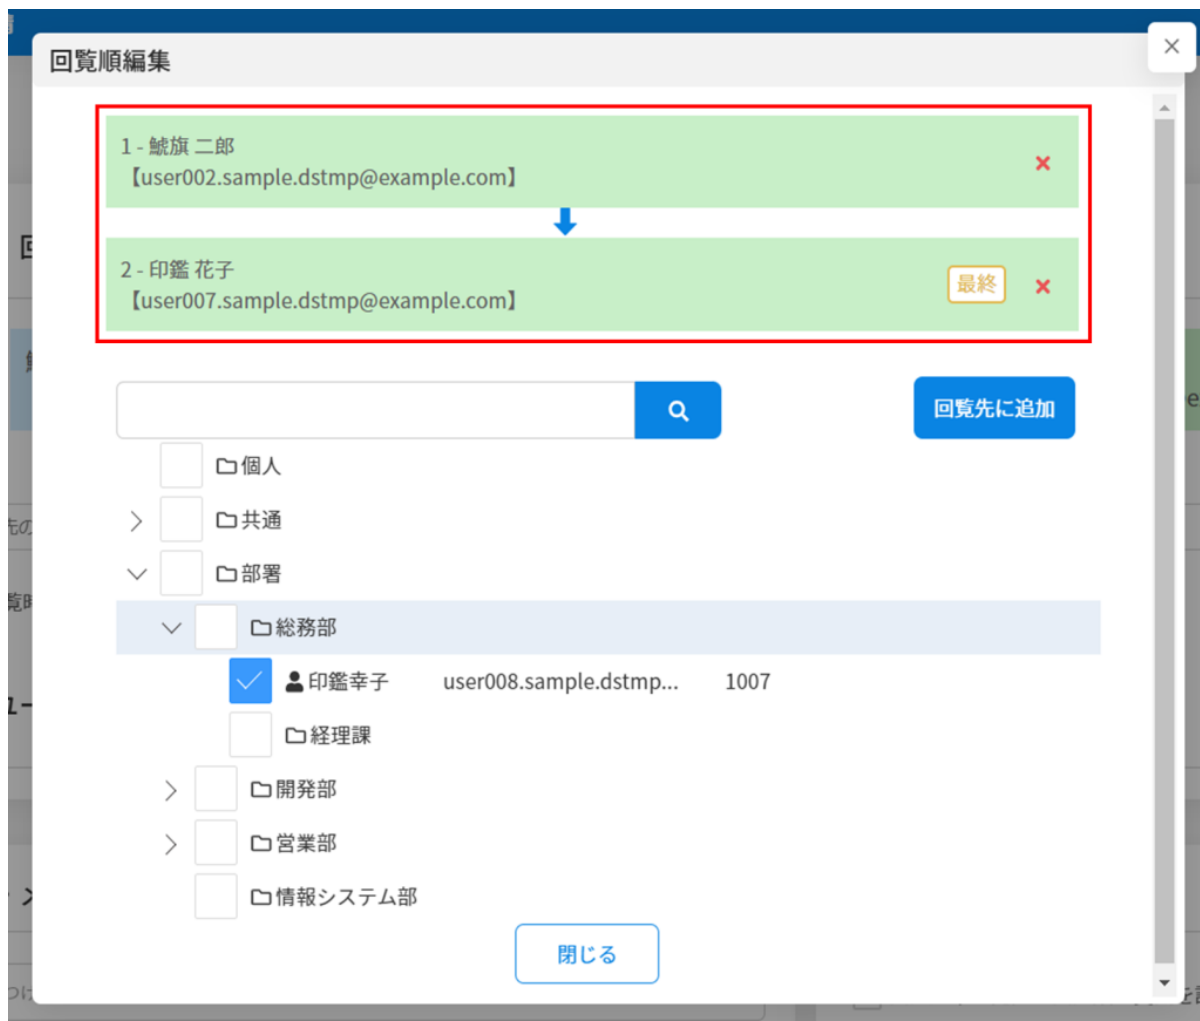 回覧順編集
1 - 鯱旗 二郎
【user002.sample.dstmp@example.com】
2 - 印鑑 花子
【user007.sample.dstmp@example.com】
最終
回覧先に追加
個人
共通
部署
総務部
印鑑幸子 user008.sample.dstmp... 1007
経理課
開発部
営業部
情報システム部
閉じる